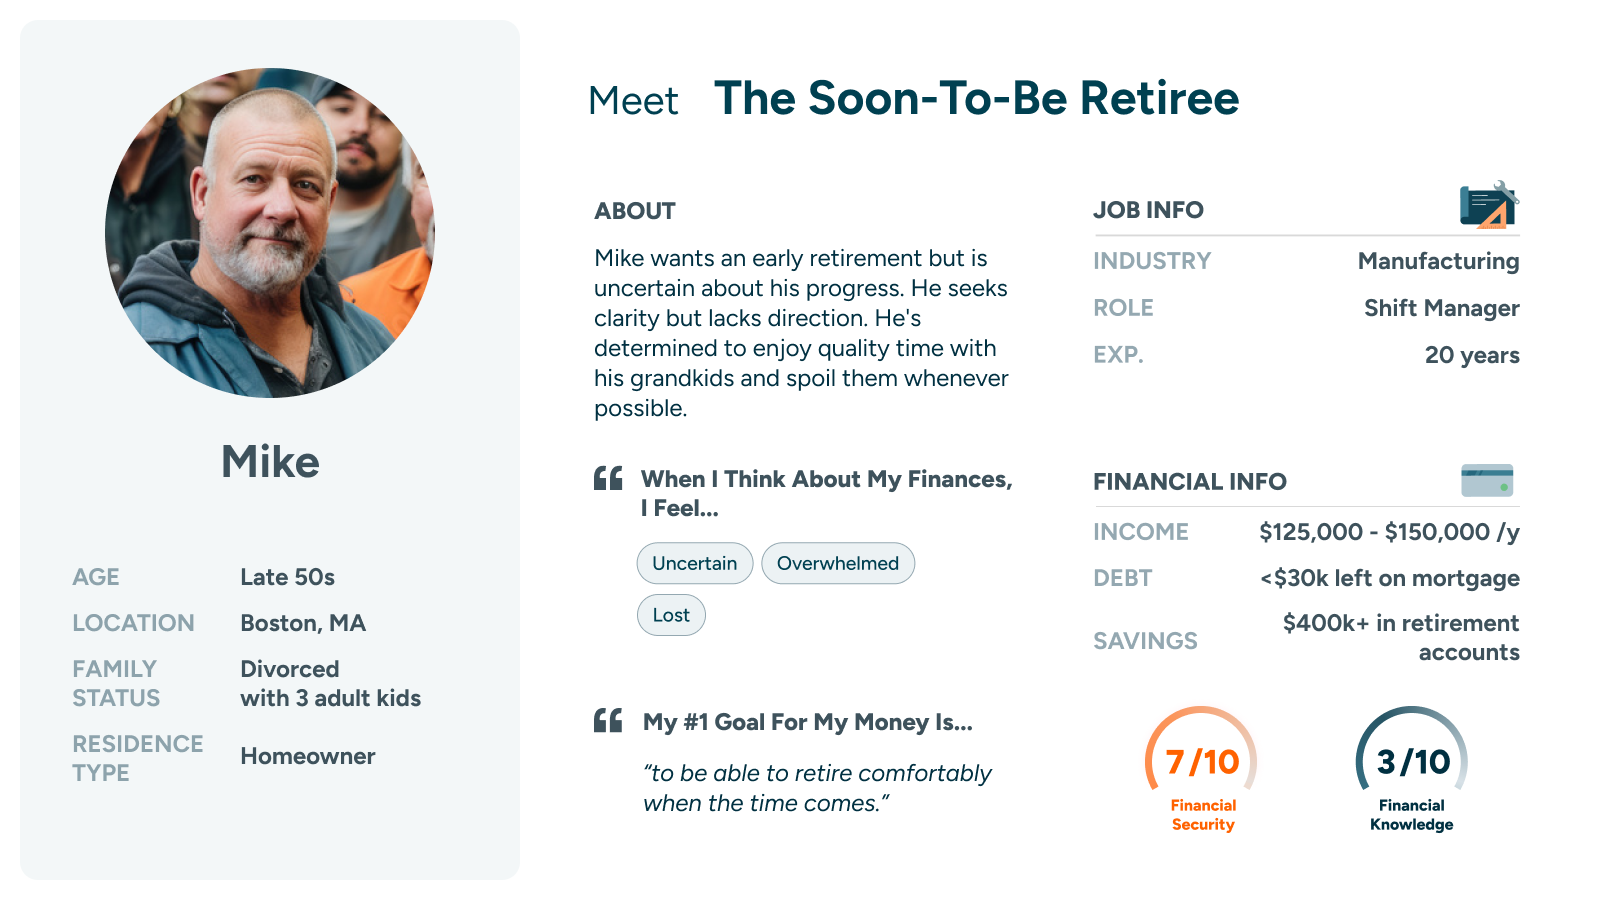 Mike
AGE Late 50s
LOCATION Boston, MA
FAMILY STATUS Divorced
with 3 adult kids
RESIDENCE TYPE Homeowner
Meet The Soon-To-Be Retiree
ABOUT
Mike wants an early retirement but is
uncertain about his progress. He seeks
clarity but lacks direction. He's
determined to enjoy quality time with
his grandkids and spoil them whenever
possible.
When I Think About My Finances,
I Feel...
Uncertain Overwhelmed
Lost
My #1 Goal For My Money Is...
“to be able to retire comfortably
when the time comes.”
JOB INFO
INDUSTRY Manufacturing
ROLE Shift Manager
EXP. 20 years
FINANCIAL INFO
INCOME $125,000 - $150,000 /y
DEBT <$30k left on mortgage
SAVINGS $400k+ in retirement
accounts
7/10
Financial
Security
3/10
Financial
Knowledge